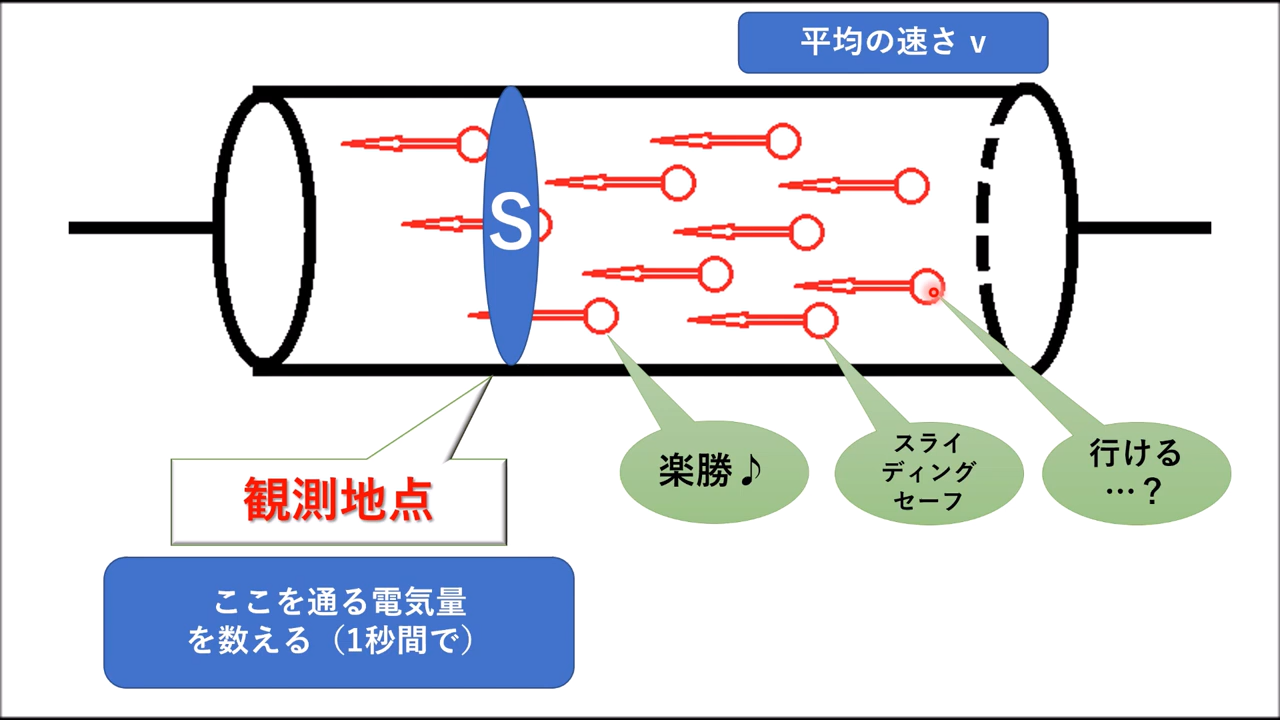 平均の速さ v
S
観測地点
楽勝♪
スライ
ディング
セーフ
行ける
…？
ここを通る電気量
を数える（1秒間で）